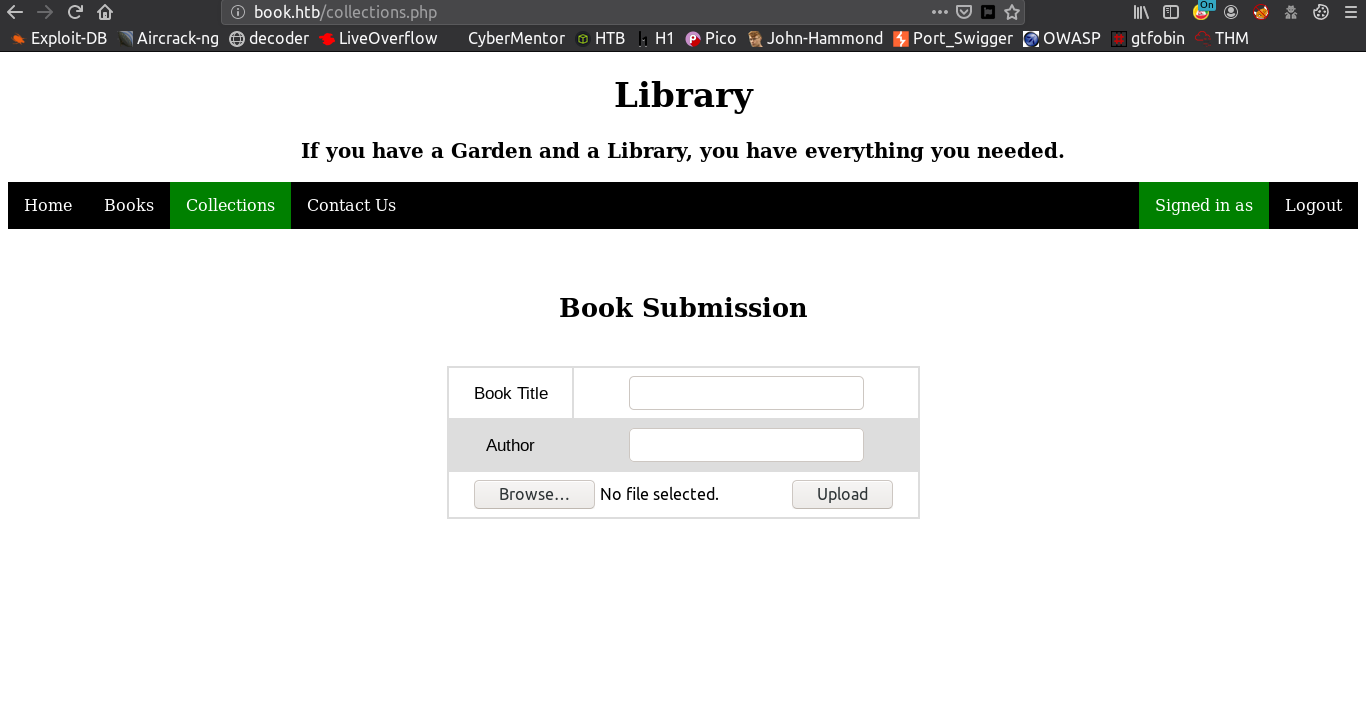 book.htb/collections.php
On
Exploit-DB Aircrack-ng decoder LiveOverflow CyberMentor HTB H1 Pico John-Hammond Port_Swigger OWASP gtfobin THM
Library
If you have a Garden and a Library, you have everything you needed.
Home Books Collections Contact Us Signed in as Logout
Book Submission
Book Title
Author
Browse… No file selected. Upload